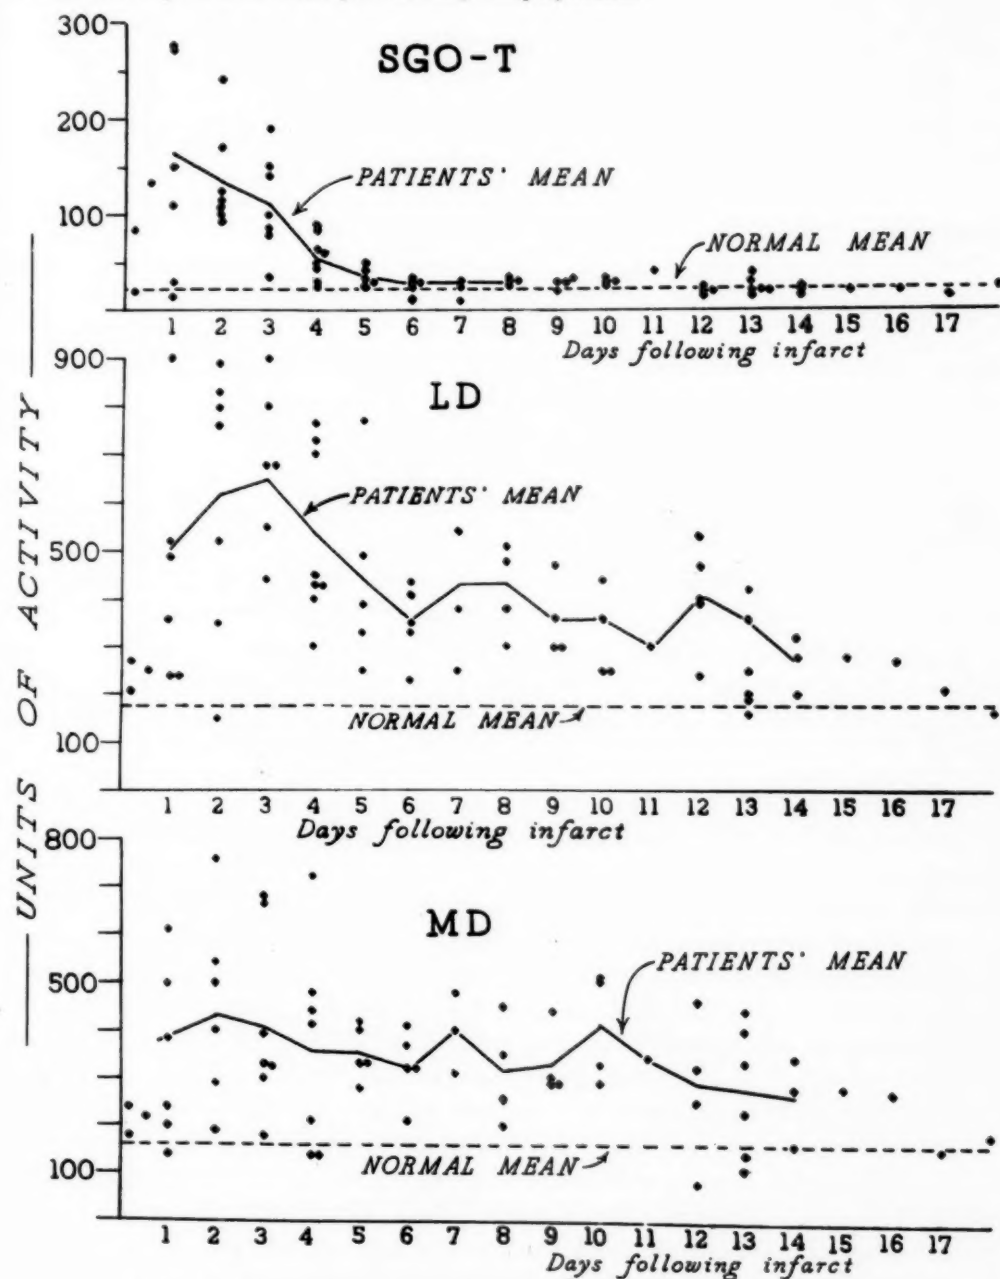 300
SGO-T
200
PATIENTS' MEAN
100
NORMAL MEAN
1 2 3 4 5 6 7 8 9 10 11 12 13 14 15 16 17
Days following infarct
900
LD
PATIENTS' MEAN
500
NORMAL MEAN
100
1 2 3 4 5 6 7 8 9 10 11 12 13 14 15 16 17
Days following infarct
UNITS OF ACTIVITY
800
MD
PATIENTS' MEAN
500
NORMAL MEAN
100
1 2 3 4 5 6 7 8 9 10 11 12 13 14 15 16 17
Days following infarct